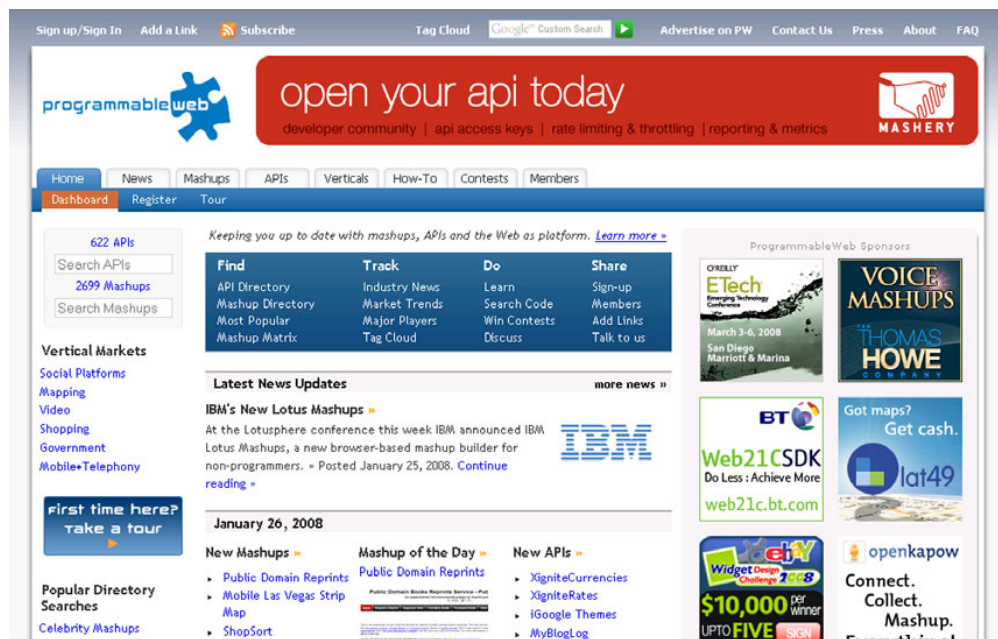 Sign up/Sign In Add a Link Subscribe Tag Cloud Google™ Custom Search Advertise on PW Contact Us Press About FAQ
programmableweb
open your api today
developer community | api access keys | rate limiting & throttling | reporting & metrics
MASHERY
Home News Mashups APIs Verticals How-To Contests Members
Dashboard Register Tour
622 APIs
Search APIs
2699 Mashups
Search Mashups
Vertical Markets
Social Platforms
Mapping
Video
Shopping
Government
Mobile+Telephony
First time here?
Take a tour
Popular Directory
Searches
Celebrity Mashups
Keeping you up to date with mashups, APIs and the Web as platform. Learn more »
Find Track Do Share
API Directory Industry News Learn Sign-up
Mashup Directory Market Trends Search Code Members
Most Popular Major Players Win Contests Add Links
Mashup Matrix Tag Cloud Discuss Talk to us
Latest News Updates more news »
IBM's New Lotus Mashups »
At the Lotusphere conference this week IBM announced IBM
Lotus Mashups, a new browser-based mashup builder for
non-programmers. » Posted January 25, 2008. Continue
reading »
IBM
January 26, 2008
New Mashups »
Public Domain Reprints
Mobile Las Vegas Strip
Map
ShopSort
Mashup of the Day »
Public Domain Reprints
Public Domain Books Reprints Service - Pub
New APIs »
XigniteCurrencies
XigniteRates
iGoogle Themes
MyBlogLog
ProgrammableWeb Sponsors
O'REILLY
ETech
Emerging Technology
Conference
March 3-6, 2008
San Diego
Marriott & Marina
VOICE
MASHUPS
THE
THOMAS
HOWE
COMPANY
BT
Web21CSDK
Do Less : Achieve More
web21c.bt.com
Got maps?
Get cash.
lat49
ebY
Widget Design
Challenge 2008
$10,000 per
winner
UPTO FIVE SIGN
openkapow
Connect.
Collect.
Mashup.